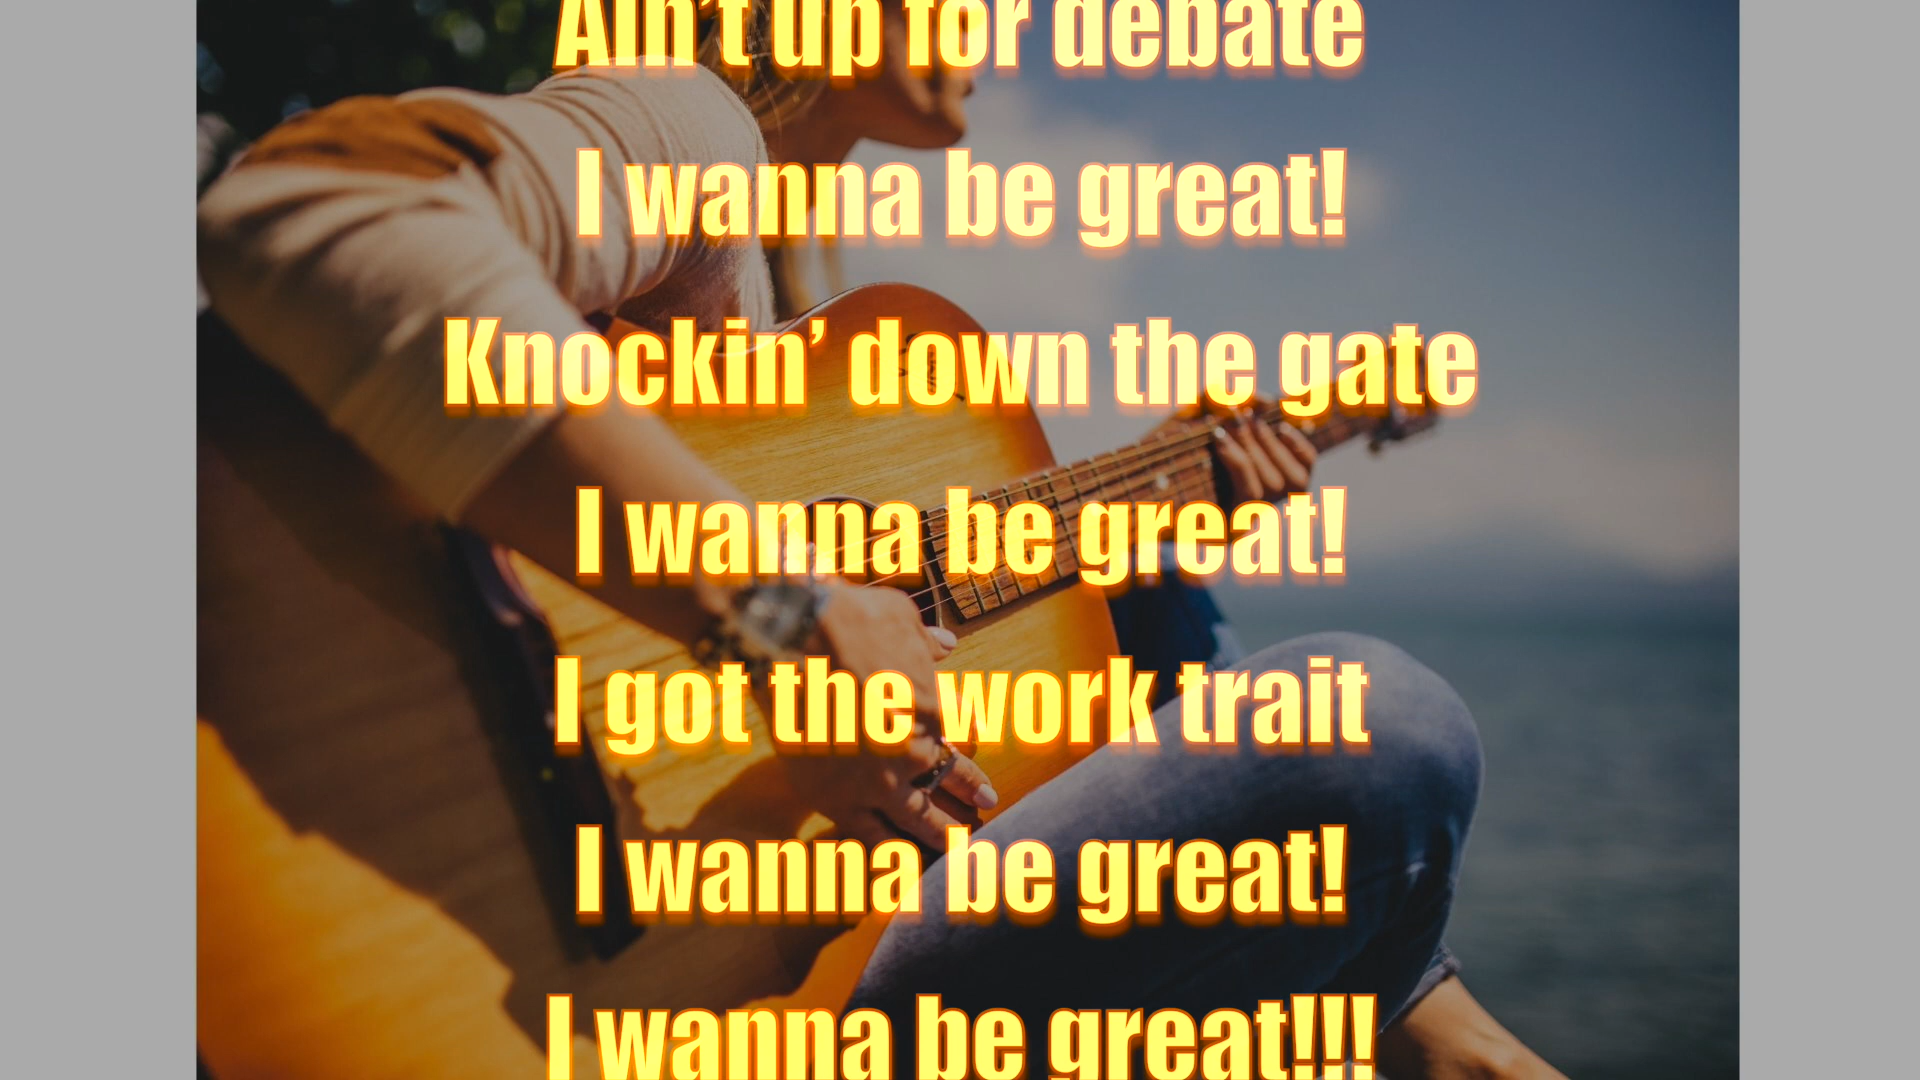 Ain’t up for debate
I wanna be great!
Knockin’ down the gate
I wanna be great!
I got the work trait
I wanna be great!
I wanna be great!!!